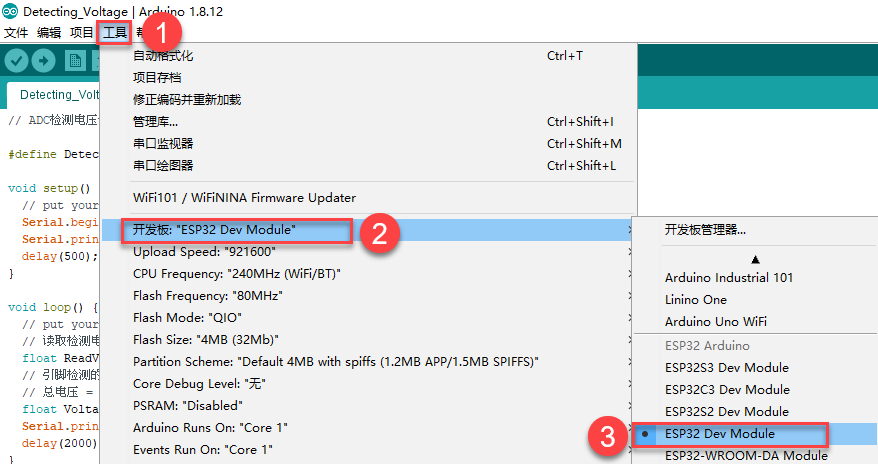 Detecting_Voltage | Arduino 1.8.12
文件 编辑 项目 工具
1
自动格式化 Ctrl+T
项目存档
修正编码并重新加载
管理库... Ctrl+Shift+I
串口监视器 Ctrl+Shift+M
串口绘图器 Ctrl+Shift+L
WiFi101 / WiFiNINA Firmware Updater
开发板: "ESP32 Dev Module"
2
Upload Speed: "921600"
CPU Frequency: "240MHz (WiFi/BT)"
Flash Frequency: "80MHz"
Flash Mode: "QIO"
Flash Size: "4MB (32Mb)"
Partition Scheme: "Default 4MB with spiffs (1.2MB APP/1.5MB SPIFFS)"
Core Debug Level: "无"
PSRAM: "Disabled"
Arduino Runs On: "Core 1"
Events Run On: "Core 1"
开发板管理器...
Arduino Industrial 101
Linino One
Arduino Uno WiFi
ESP32 Arduino
ESP32S3 Dev Module
ESP32C3 Dev Module
ESP32S2 Dev Module
3
ESP32 Dev Module
ESP32-WROOM-DA Module
Detecting_Volt
// ADC检测电压
#define Detec
void setup()
// put your
Serial.begi
Serial.prin
delay(500);
}
void loop() {
// put your
// 读取检测电
float ReadV
// 引脚检测的
// 总电压 =
float Volta
Serial.prin
delay(2000)